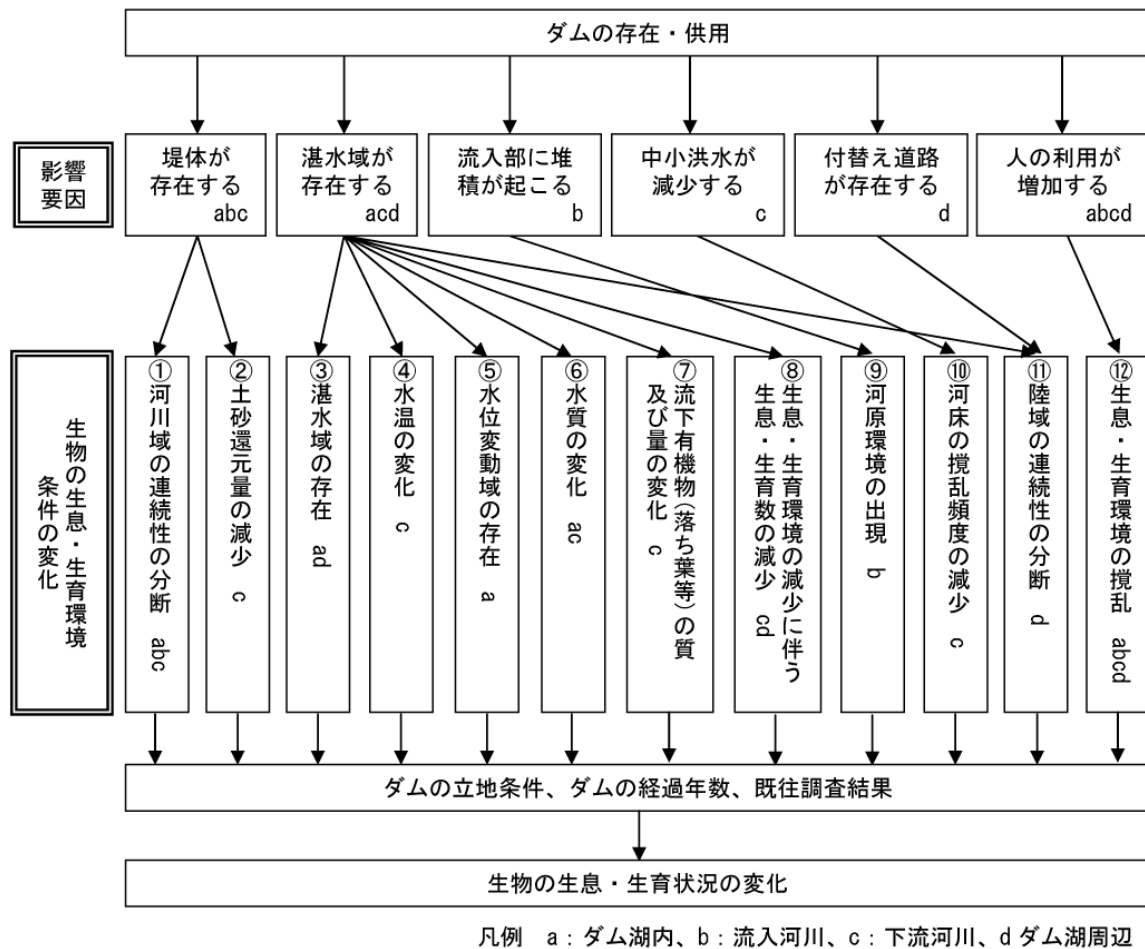 ダムの存在・供用
影響
要因
堤体が
存在する
abc
湛水域が
存在する
acd
流入部に堆
積が起こる
b
中小洪水が
減少する
c
付替え道路
が存在する
d
人の利用が
増加する
abcd
生物の生息・生育環境
条件の変化
①河川域の連続性の分断 abc
②土砂還元量の減少 c
③湛水域の存在 ad
④水温の変化 c
⑤水位変動域の存在 a
⑥水質の変化 ac
⑦流下有機物(落ち葉等)の質
及び量の変化 c
⑧生息・生育環境の減少に伴う
生息・生育数の減少 cd
⑨河原環境の出現 b
⑩河床の撹乱頻度の減少 c
⑪陸域の連続性の分断 d
⑫生息・生育環境の撹乱 abcd
ダムの立地条件、ダムの経過年数、既往調査結果
生物の生息・生育状況の変化
凡例 a:ダム湖内、b:流入河川、c:下流河川、d ダム湖周辺